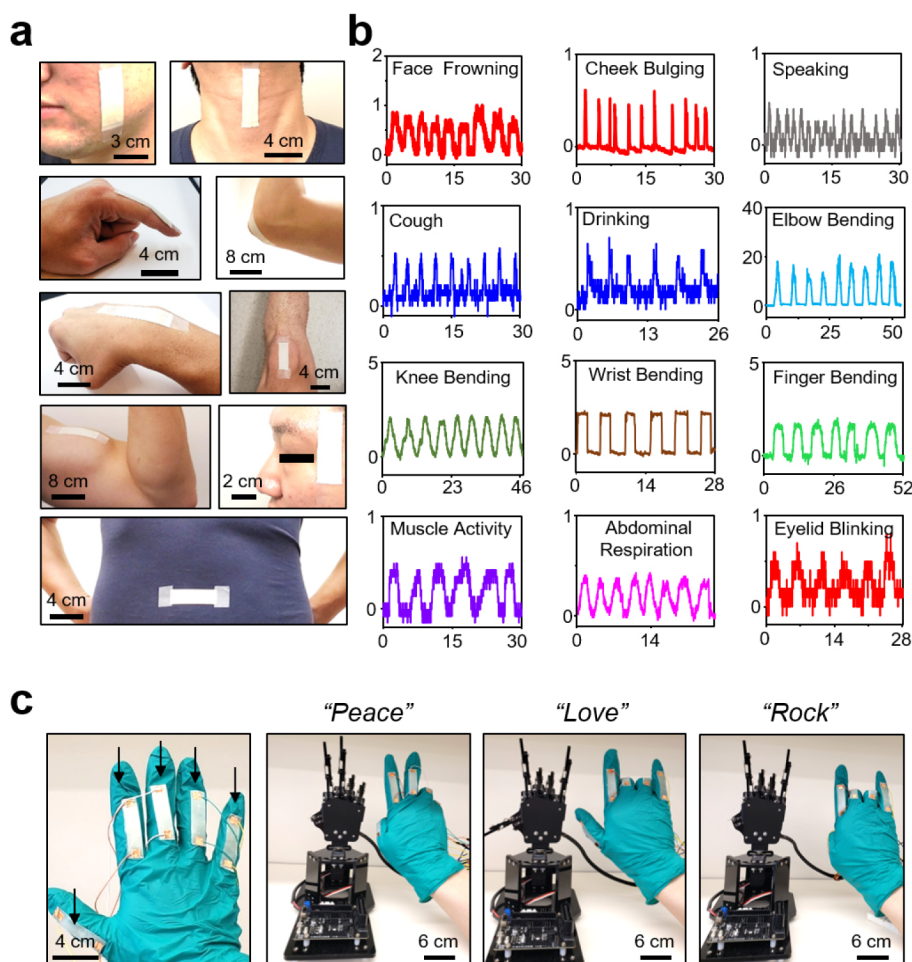 a
3 cm
4 cm
4 cm
8 cm
4 cm
4 cm
8 cm
2 cm
4 cm
b
2
Face Frowning
1
0
0 15 30
1
Cheek Bulging
0
0 15 30
1
Speaking
0
0 15 30
1
Cough
0
0 15 30
1
Drinking
0
0 13 26
40
Elbow Bending
20
0
0 25 50
5
Knee Bending
0
0 23 46
5
Wrist Bending
0
0 14 28
5
Finger Bending
0
0 26 52
1
Muscle Activity
0
0 15 30
1
Abdominal
Respiration
0
0 14
1
Eyelid Blinking
0
0 14 28
c
“Peace”
“Love”
“Rock”
4 cm
6 cm
6 cm
6 cm